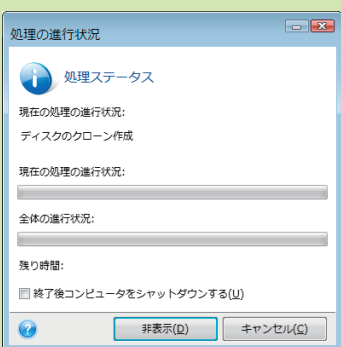 処理の進行状況
処理ステータス
現在の処理の進行状況:
ディスクのクローン作成
現在の処理の進行状況:
全体の進行状況:
残り時間:
終了後コンピュータをシャットダウンする(U)
非表示(D) キャンセル(C)